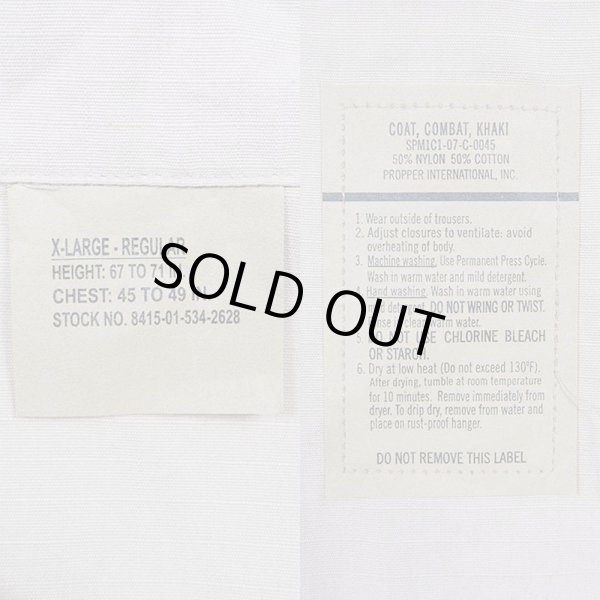 X-LARGE - REGULAR
HEIGHT: 67 TO 71
CHEST: 45 TO 49 IN
STOCK NO. 8415-01-534-2628
SOLD OUT
COAT, COMBAT, KHAKI
SPM1C1-07-C-0045
50% NYLON 50% COTTON
PROPPER INTERNATIONAL, INC.
1. Wear outside of trousers.
2. Adjust closures to ventilate: avoid
overheating of body.
3. Machine washing. Use Permanent Press Cycle.
Wash in warm water and mild detergent.
4. Hand washing. Wash in warm water using
detergent. DO NOT WRING OR TWIST.
clean warm water.
5. DO NOT USE CHLORINE BLEACH
OR STARCH.
6. Dry at low heat (Do not exceed 130°F).
After drying, tumble at room temperature
for 10 minutes. Remove immediately from
dryer. To drip dry, remove from water and
place on rust-proof hanger.
DO NOT REMOVE THIS LABEL